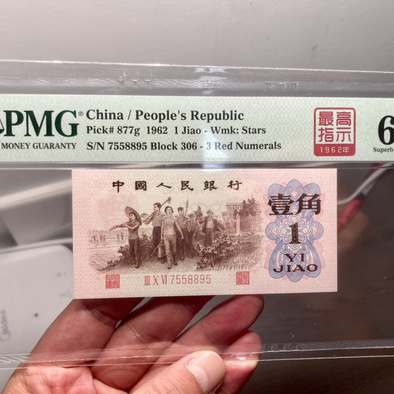 PMG®
MONEY GUARANTY
China / People's Republic
Pick# 877g 1962 1 Jiao - Wmk: Stars
S/N 7558895 Block 306 - 3 Red Numerals
最高
指示
1962年
6
Superb
中國人民銀行
壹角
1
YI
JIAO
III X VI 7558895